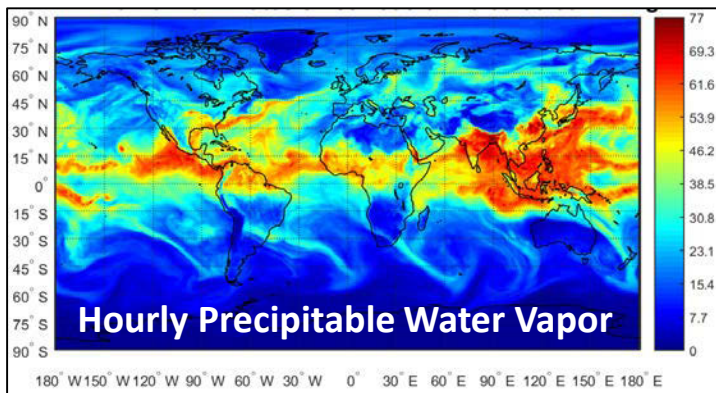 90° N
75° N
60° N
45° N
30° N
15° N
0°
15° S
30° S
45° S
60° S
75° S
90° S
Hourly Precipitable Water Vapor
180° W 150° W 120° W 90° W 60° W 30° W 0° 30° E 60° E 90° E 120° E 150° E 180° E
77
69.3
61.6
53.9
46.2
38.5
30.8
23.1
15.4
7.7
0